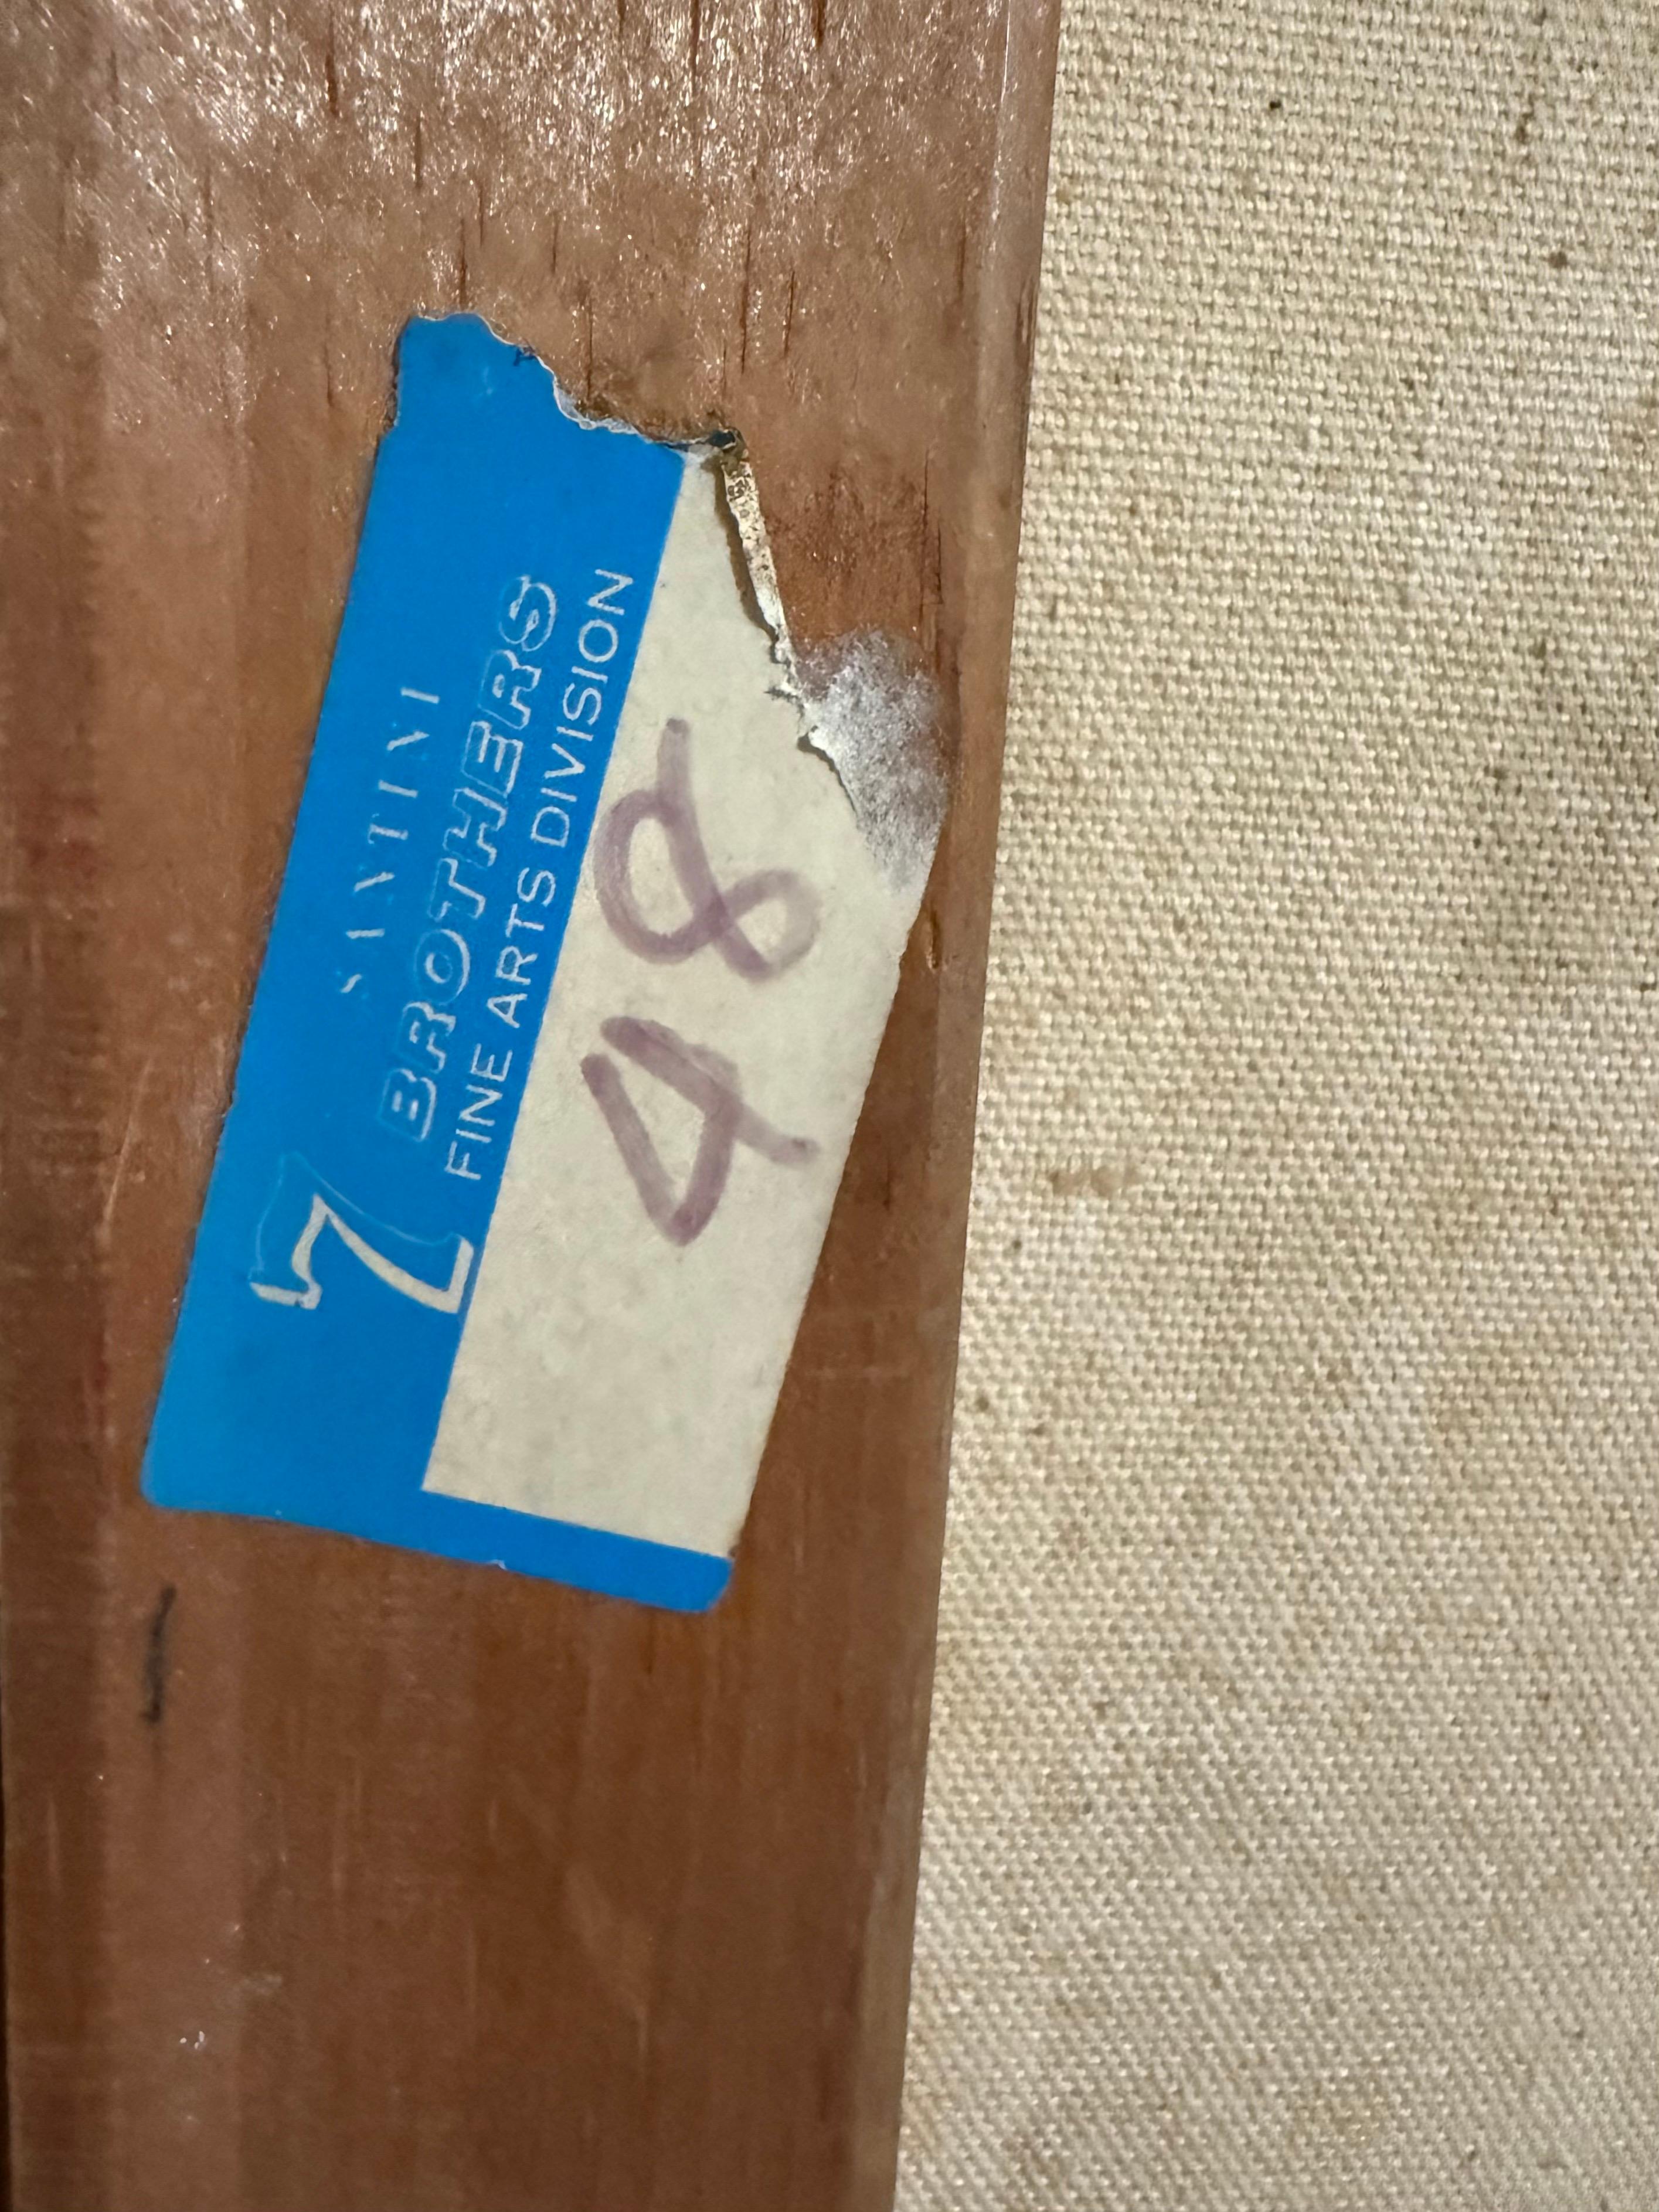 SANTINI
7 BROTHERS
FINE ARTS DIVISION
48